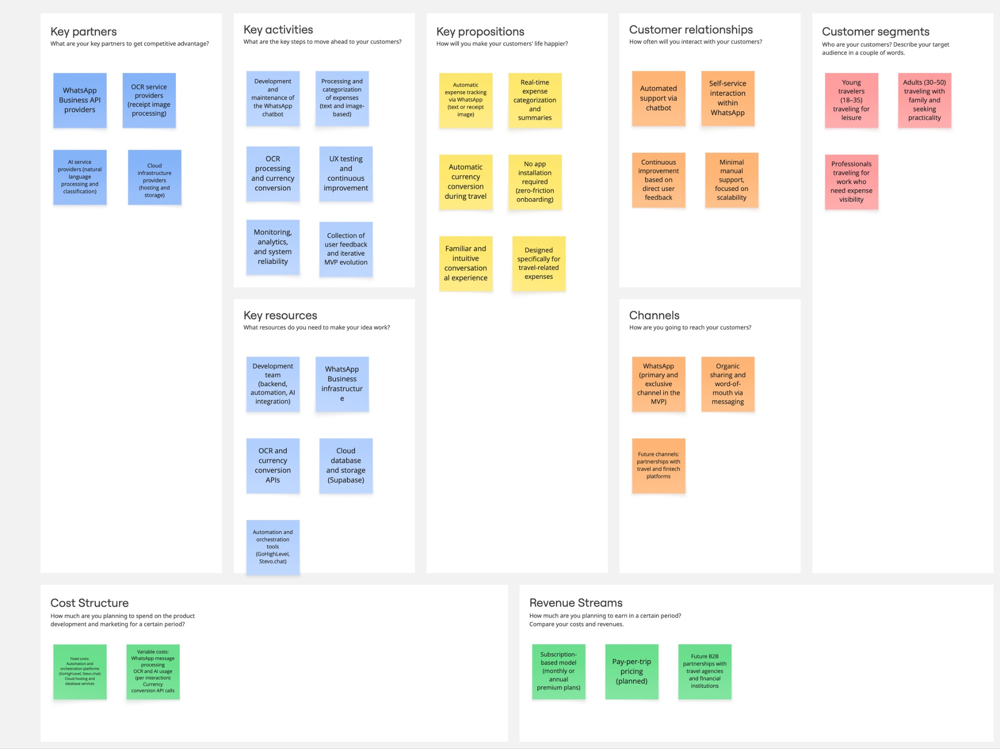 Key partners
What are your key partners to get competitive advantage?
WhatsApp
Business API
providers
OCR service
providers
(receipt image
processing)
AI service
providers (natural
language
processing and
classification)
Cloud
infrastructure
providers
(hosting and
storage)
Key activities
What are the key steps to move ahead to your customers?
Development
and
maintenance of
the WhatsApp
chatbot
Processing and
categorization
of expenses
(text and image-
based)
OCR
processing
and currency
conversion
UX testing
and
continuous
improvement
Monitoring,
analytics,
and system
reliability
Collection of
user feedback
and iterative
MVP evolution
Key resources
What resources do you need to make your idea work?
Development
team
(backend,
automation, AI
integration)
WhatsApp
Business
infrastructur
e
OCR and
currency
conversion
APIs
Cloud
database
and storage
(Supabase)
Automation and
orchestration
tools
(GoHighLevel,
Stevo.chat)
Key propositions
How will you make your customers' life happier?
Automatic
expense tracking
via WhatsApp
(text or receipt
image)
Real-time
expense
categorization
and
summaries
Automatic
currency
conversion
during travel
No app
installation
required
(zero-friction
onboarding)
Familiar and
intuitive
conversation
al experience
Designed
specifically for
travel-related
expenses
Customer relationships
How often will you interact with your customers?
Automated
support via
chatbot
Self-service
interaction
within
WhatsApp
Continuous
improvement
based on
direct user
feedback
Minimal
manual
support,
focused on
scalability
Channels
How are you going to reach your customers?
WhatsApp
(primary and
exclusive
channel in the
MVP)
Organic
sharing and
word-of-
mouth via
messaging
Future channels:
partnerships with
travel and fintech
platforms
Customer segments
Who are your customers? Describe your target
audience in a couple of words.
Young
travelers
(18–35)
traveling for
leisure
Adults (30–50)
traveling with
family and
seeking
practicality
Professionals
traveling for
work who
need expense
visibility
Cost Structure
How much are you planning to spend on the product
development and marketing for a certain period?
Fixed costs:
Automation and
orchestration platforms
(GoHighLevel, Stevo.chat)
Cloud hosting and
database services
Variable costs:
WhatsApp message
processing
OCR and AI usage
(per interaction)
Currency
conversion API calls
Revenue Streams
How much are you planning to earn in a certain period?
Compare your costs and revenues.
Subscription-
based model
(monthly or
annual
premium plans)
Pay-per-trip
pricing
(planned)
Future B2B
partnerships with
travel agencies
and financial
institutions